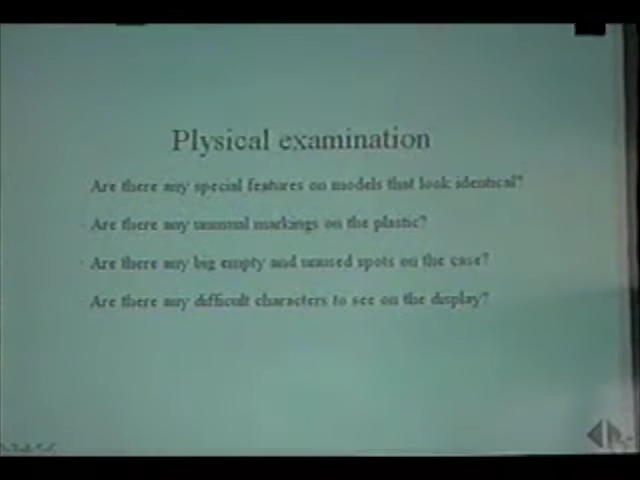 Physical examination
Are there any special features on models that look identical?
Are there any unusual markings on the plastic?
Are there any big empty and unused spots on the case?
Are there any difficult characters to see on the display?